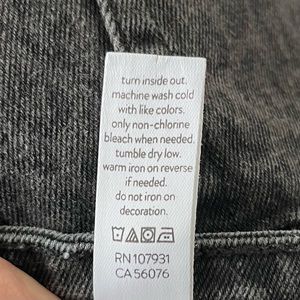 turn inside out.
machine wash cold
with like colors.
only non-chlorine
bleach when needed.
tumble dry low.
warm iron on reverse
if needed.
do not iron on
decoration.
RN 107931
CA 56076